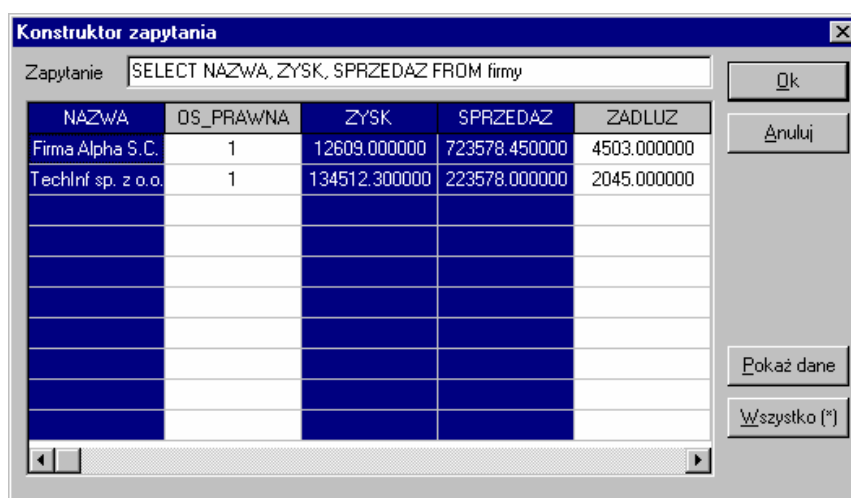 Konstruktor zapytania
Zapytanie SELECT NAZWA, ZYSK, SPRZEDAZ FROM firmy
Ok
NAZWA OS_PRAWNA ZYSK SPRZEDAZ ZADLUZ
Anuluj
Firma Alpha S.C. 1 12609.000000 723578.450000 4503.000000
TechInf sp. z o.o. 1 134512.300000 223578.000000 2045.000000
Pokaż dane
Wszystko (*)